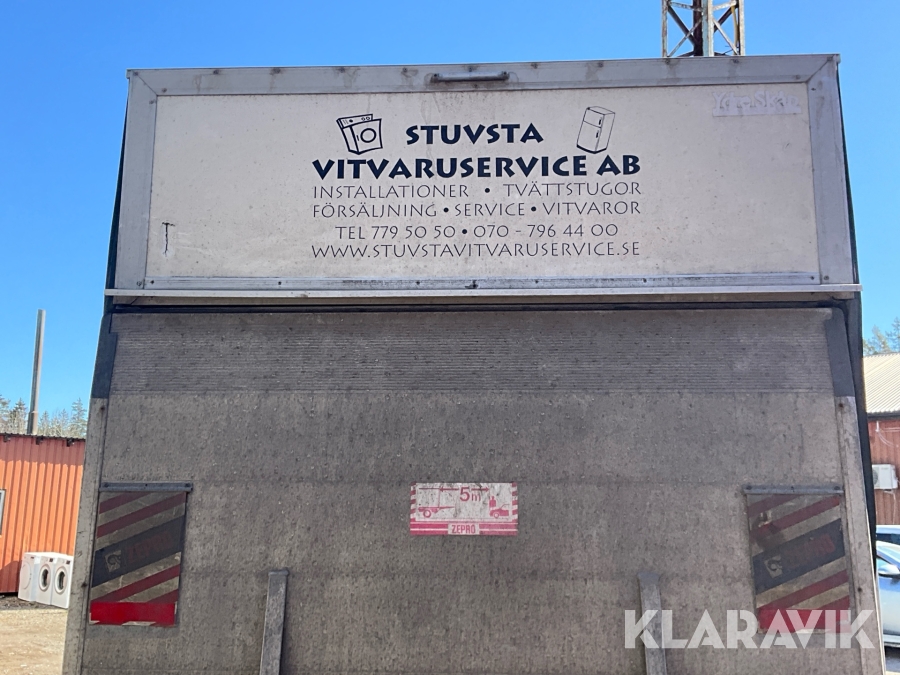 STUVSTA
VITVARUSERVICE AB
INSTALLATIONER • TVÄTTSTUGOR
FÖRSÄLJNING • SERVICE • VITVAROR
TEL 779 50 50 • 070 - 796 44 00
WWW.STUVSTAVITVARUSERVICE.SE
5m
ZEPRO
KLARAVIK